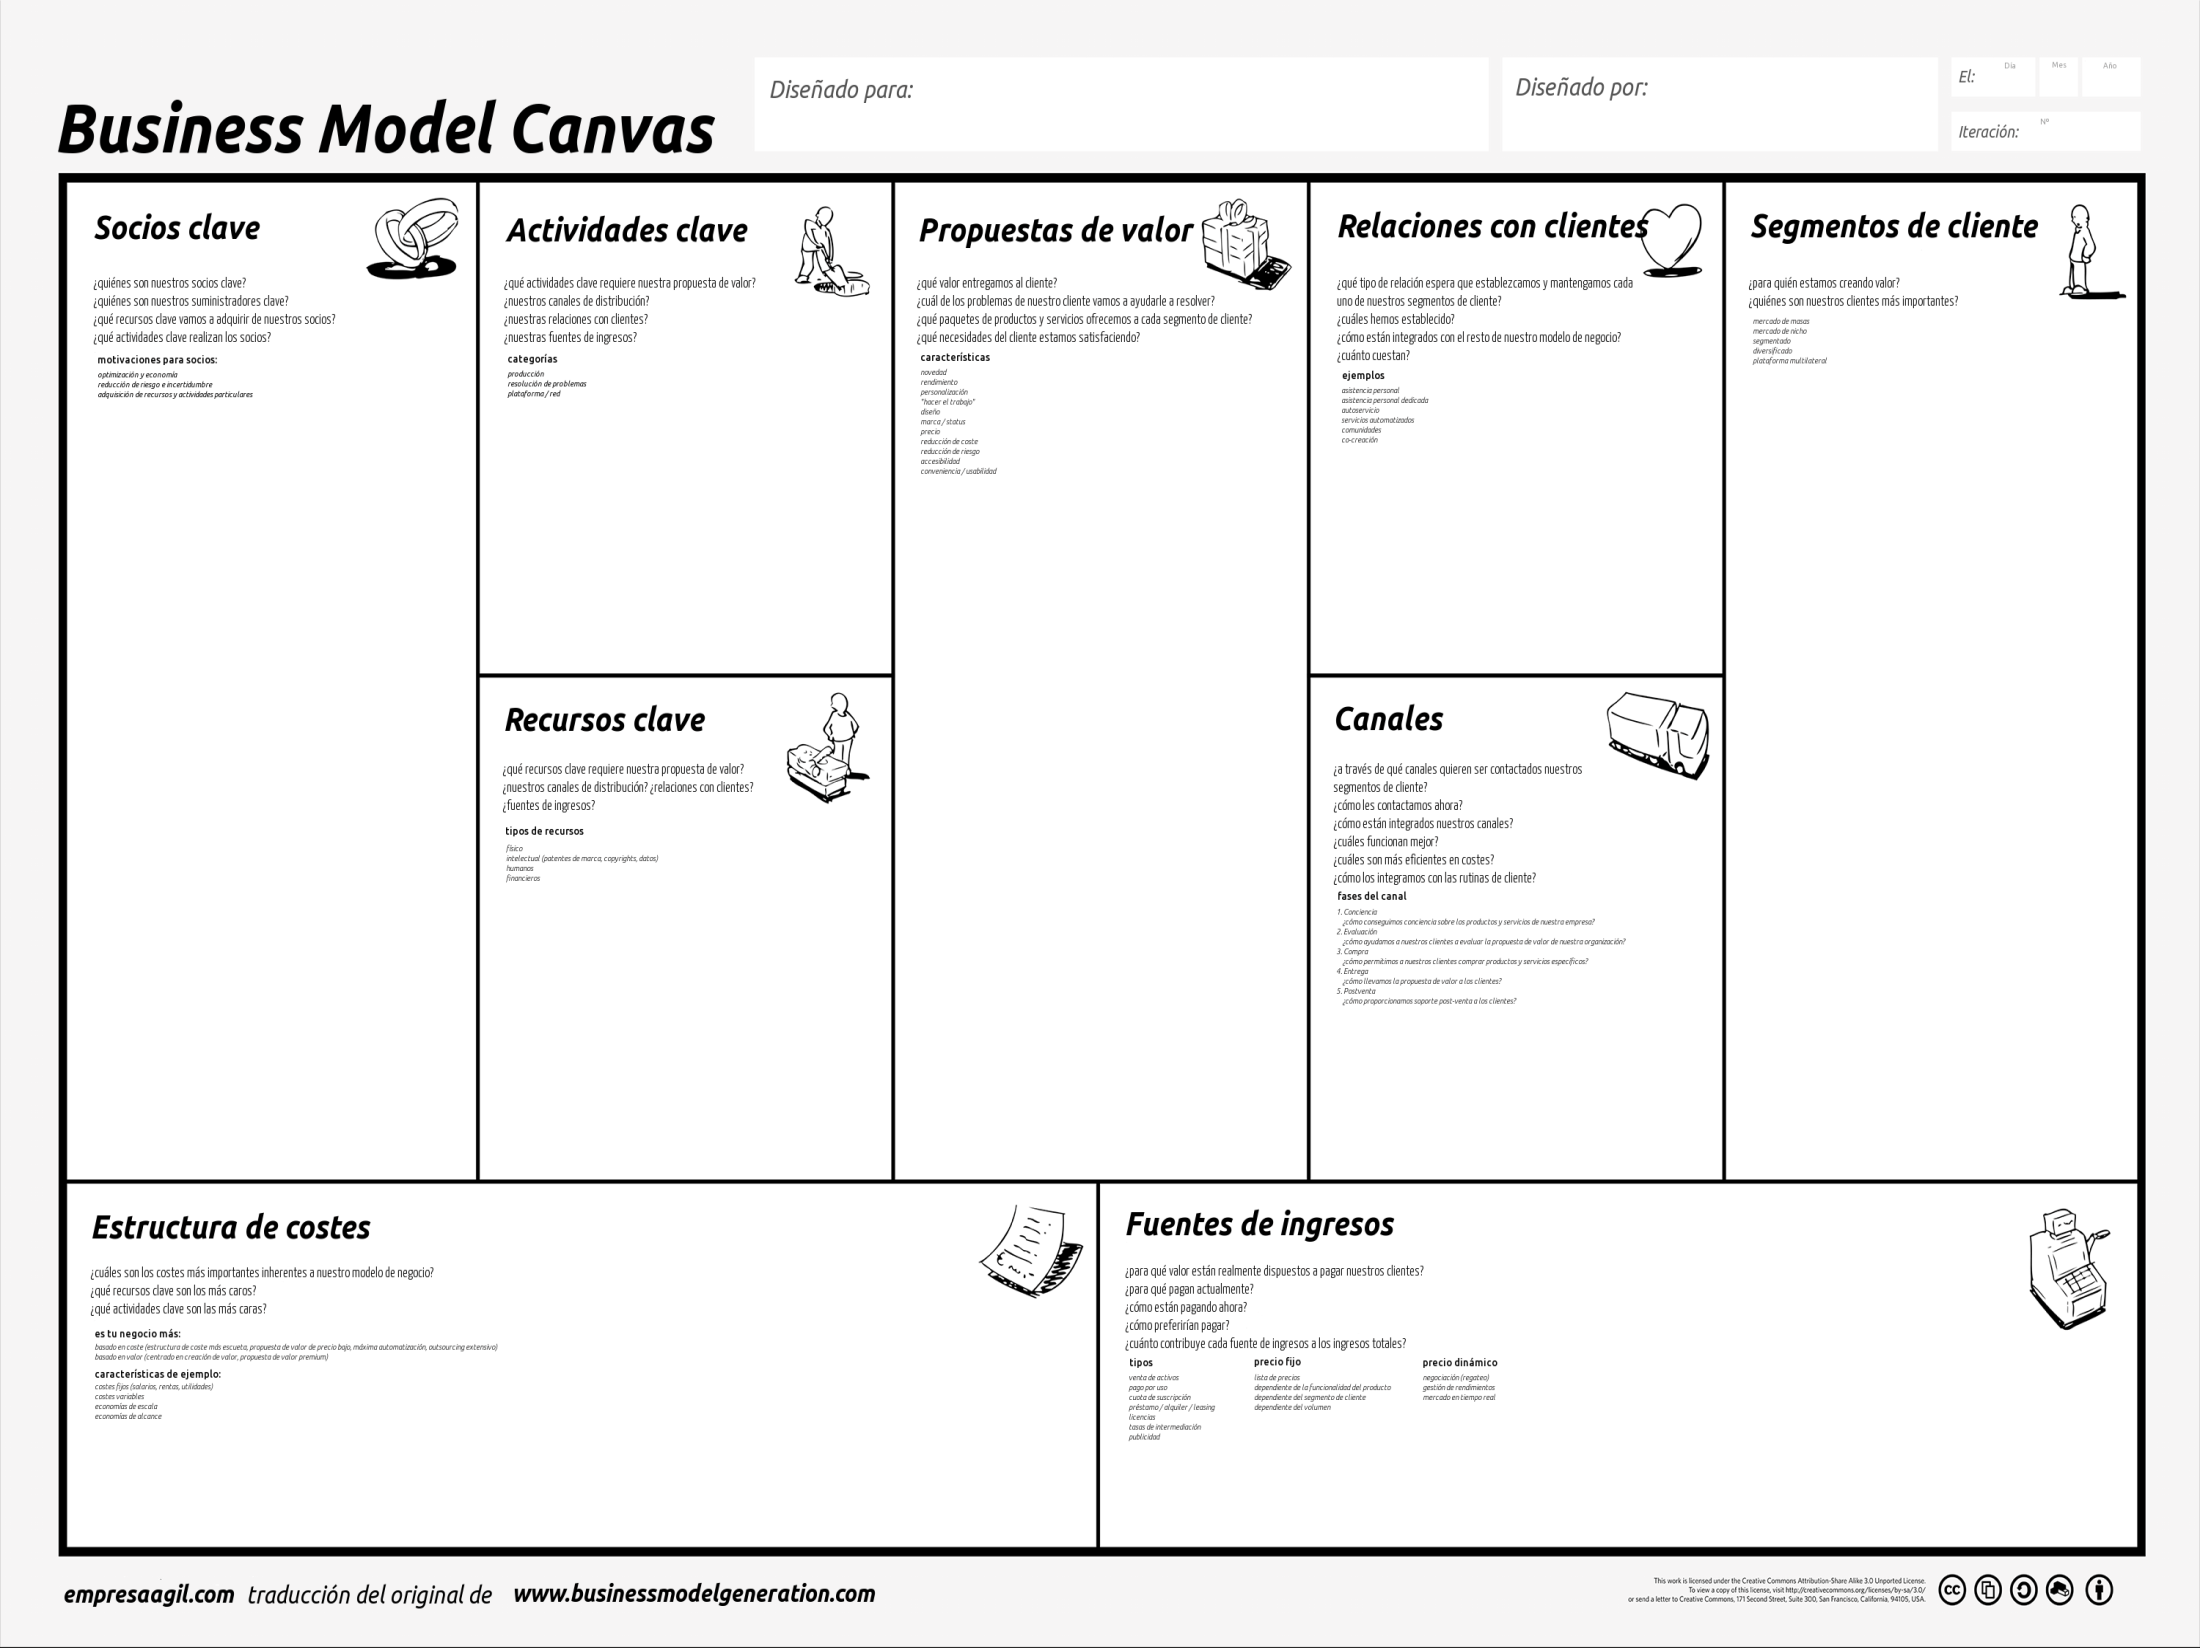 Business Model Canvas
Diseñado para:
Diseñado por:
El:
Día
Mes
Año
Iteración:
Nº
Socios clave
¿quiénes son nuestros socios clave?
¿quiénes son nuestros suministradores clave?
¿qué recursos clave vamos a adquirir de nuestros socios?
¿qué actividades clave realizan los socios?
motivaciones para socios:
optimización y economía
reducción de riesgo e incertidumbre
adquisición de recursos y actividades particulares
Actividades clave
¿qué actividades clave requiere nuestra propuesta de valor?
¿nuestros canales de distribución?
¿nuestras relaciones con clientes?
¿nuestras fuentes de ingresos?
categorías
producción
resolución de problemas
plataforma / red
Recursos clave
¿qué recursos clave requiere nuestra propuesta de valor?
¿nuestros canales de distribución? ¿relaciones con clientes?
¿fuentes de ingresos?
tipos de recursos
físico
intelectual (patentes de marca, copyrights, datos)
humanos
financieros
Propuestas de valor
¿qué valor entregamos al cliente?
¿cuál de los problemas de nuestro cliente vamos a ayudarle a resolver?
¿qué paquetes de productos y servicios ofrecemos a cada segmento de cliente?
¿qué necesidades del cliente estamos satisfaciendo?
características
novedad
rendimiento
personalización
"hacer el trabajo"
diseño
marca / status
precio
reducción de coste
reducción de riesgo
accesibilidad
conveniencia / usabilidad
Relaciones con clientes
¿qué tipo de relación espera que establezcamos y mantengamos cada
uno de nuestros segmentos de cliente?
¿cuáles hemos establecido?
¿cómo están integrados con el resto de nuestro modelo de negocio?
¿cuánto cuestan?
ejemplos
asistencia personal
asistencia personal dedicada
autoservicio
servicios automatizados
comunidades
co-creación
Canales
¿a través de qué canales quieren ser contactados nuestros
segmentos de cliente?
¿cómo les contactamos ahora?
¿cómo están integrados nuestros canales?
¿cuáles funcionan mejor?
¿cuáles son más eficientes en costes?
¿cómo los integramos con las rutinas de cliente?
fases del canal
1. Conciencia
¿cómo conseguimos conciencia sobre los productos y servicios de nuestra empresa?
2. Evaluación
¿cómo ayudamos a nuestros clientes a evaluar la propuesta de valor de nuestra organización?
3. Compra
¿cómo permitimos a nuestros clientes comprar productos y servicios específicos?
4. Entrega
¿cómo llevamos la propuesta de valor a los clientes?
5. Postventa
¿cómo proporcionamos soporte post-venta a los clientes?
Segmentos de cliente
¿para quién estamos creando valor?
¿quiénes son nuestros clientes más importantes?
mercado de masas
mercado de nicho
segmentado
diversificado
plataforma multilateral
Estructura de costes
¿cuáles son los costes más importantes inherentes a nuestro modelo de negocio?
¿qué recursos clave son los más caros?
¿qué actividades clave son las más caras?
es tu negocio más:
basado en coste (estructura de coste más escueta, propuesta de valor de precio bajo, máxima automatización, outsourcing extensivo)
basado en valor (centrado en creación de valor, propuesta de valor premium)
características de ejemplo:
costes fijos (salarios, rentas, utilidades)
costes variables
economías de escala
economías de alcance
Fuentes de ingresos
¿para qué valor están realmente dispuestos a pagar nuestros clientes?
¿para qué pagan actualmente?
¿cómo están pagando ahora?
¿cómo preferirían pagar?
¿cuánto contribuye cada fuente de ingresos a los ingresos totales?
tipos
venta de activos
pago por uso
cuota de suscripción
préstamo / alquiler / leasing
licencias
tasas de intermediación
publicidad
precio fijo
lista de precios
dependiente de la funcionalidad del producto
dependiente del segmento de cliente
dependiente del volumen
precio dinámico
negociación (regateo)
gestión de rendimientos
mercado en tiempo real
empresaagil.com traducción del original de www.businessmodelgeneration.com
This work is licensed under the Creative Commons Attribution-Share Alike 3.0 Unported License.
To view a copy of this license, visit http://creativecommons.org/licenses/by-sa/3.0/
or send a letter to Creative Commons, 171 Second Street, Suite 300, San Francisco, California, 94105, USA.
cc